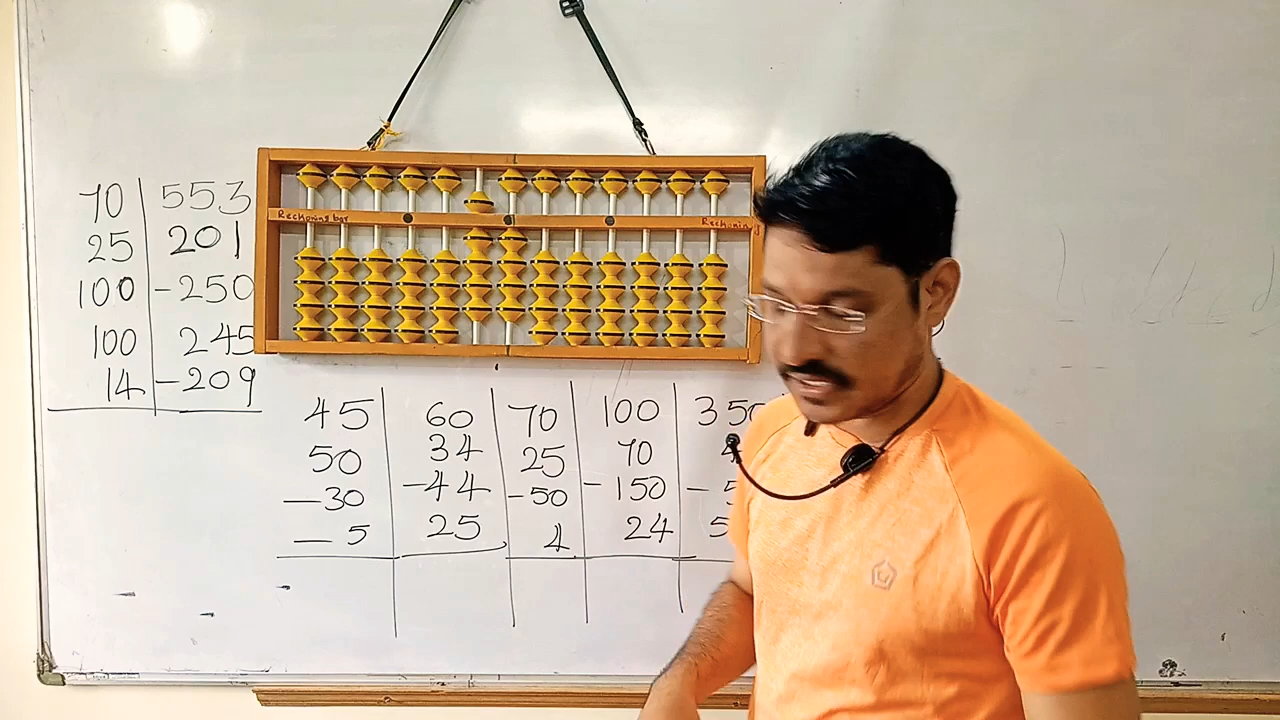 Reckoning bar
Reckoning
70 553
25 201
100 -250
100 245
14 -209
45 60 70 100 350
50 34 25 70
-30 -44 -50 -150
-5 25 4 24